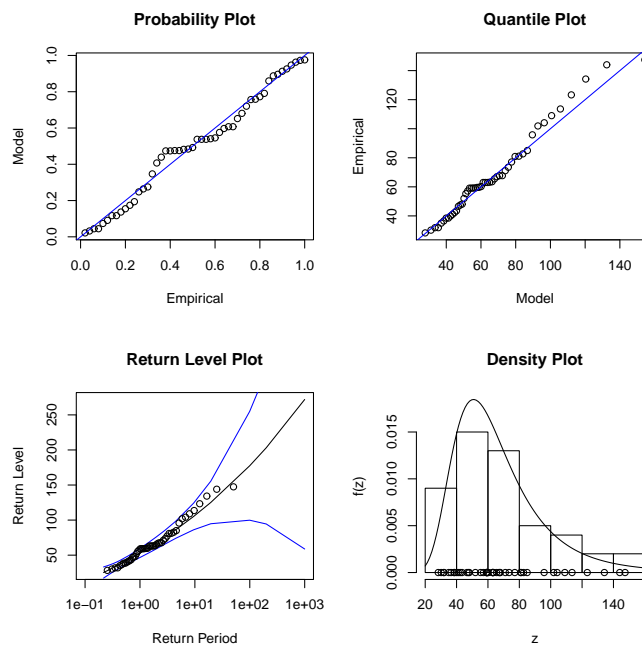 Probability Plot
Model
0.0 0.2 0.4 0.6 0.8 1.0
0.0 0.2 0.4 0.6 0.8 1.0
Empirical
Quantile Plot
Empirical
40 60 80 120
40 60 80 100 140
Model
Return Level Plot
Return Level
50 100 150 200 250
1e−01 1e+00 1e+01 1e+02 1e+03
Return Period
Density Plot
f(z)
0.000 0.005 0.010 0.015
20 40 60 80 120
z